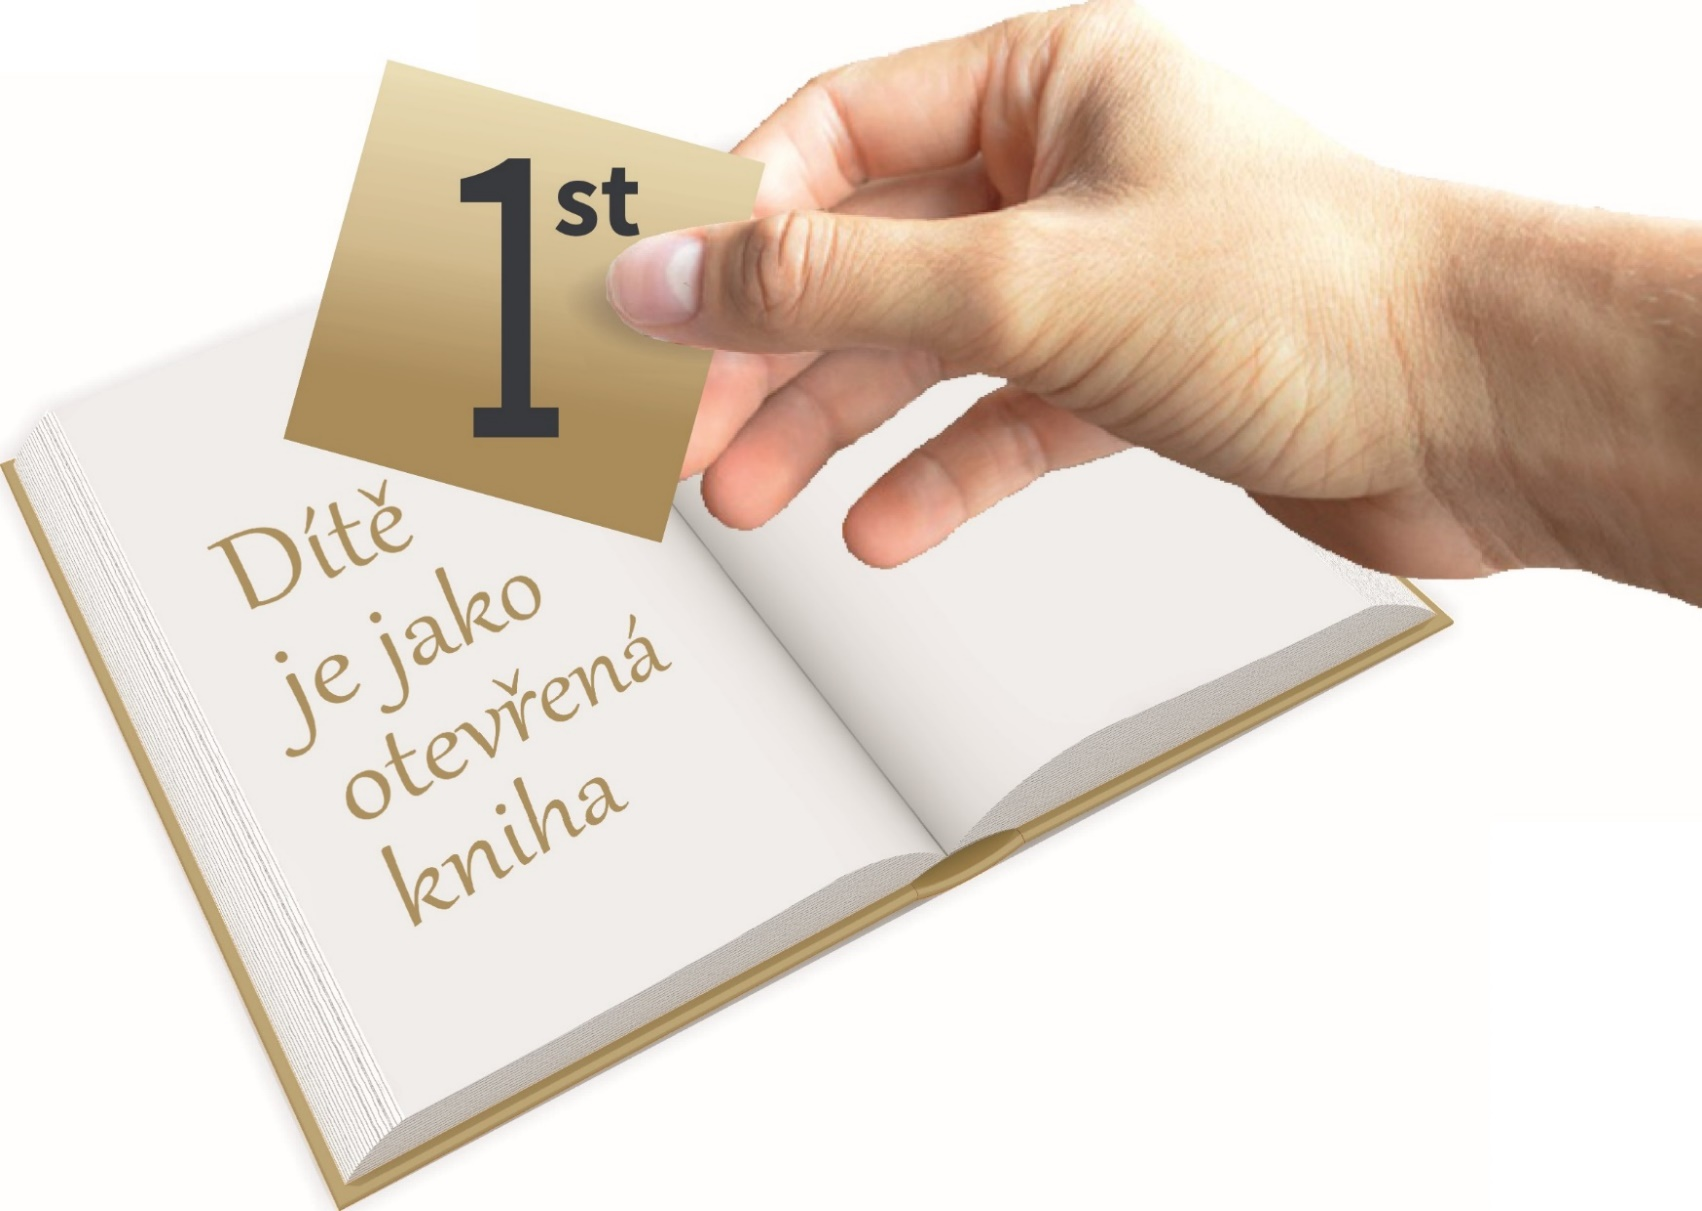 1st
Dítě
je jako
otevřená
kniha